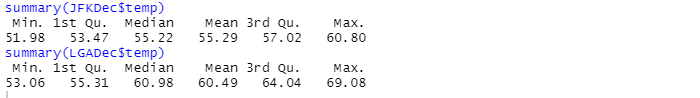 summary(JFKDec$temp)
Min. 1st Qu. Median Mean 3rd Qu. Max.
51.98 53.47 55.22 55.29 57.02 60.80
summary(LGADec$temp)
Min. 1st Qu. Median Mean 3rd Qu. Max.
53.06 55.31 60.98 60.49 64.04 69.08